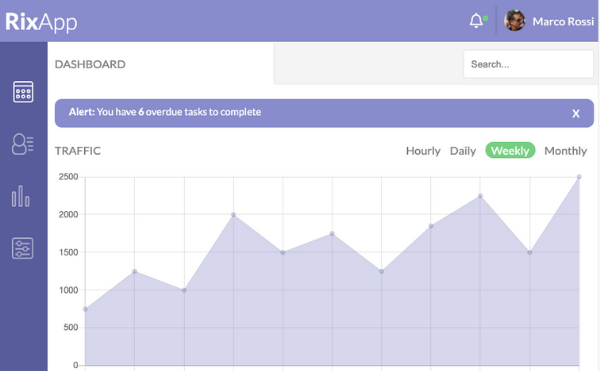 RixApp
Marco Rossi
DASHBOARD
Search...
Alert: You have 6 overdue tasks to complete
X
TRAFFIC
Hourly Daily Weekly Monthly
2500
2000
1500
1000
500
0